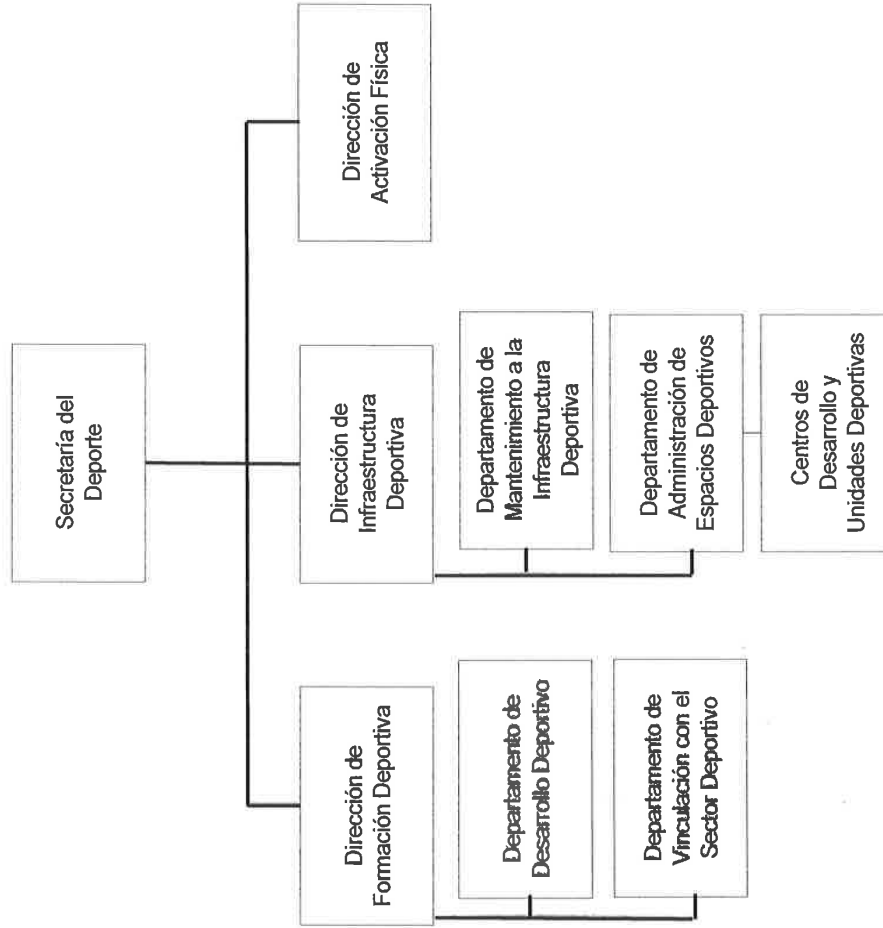 Secretaría del
Deporte
Dirección de
Formación Deportiva
Departamento de
Desarrollo Deportivo
Departamento de
Vinculación con el
Sector Deportivo
Dirección de
Infraestructura
Deportiva
Departamento de
Mantenimiento a la
Infraestructura
Deportiva
Departamento de
Administración de
Espacios Deportivos
Centros de
Desarrollo y
Unidades Deportivas
Dirección de
Activación Física